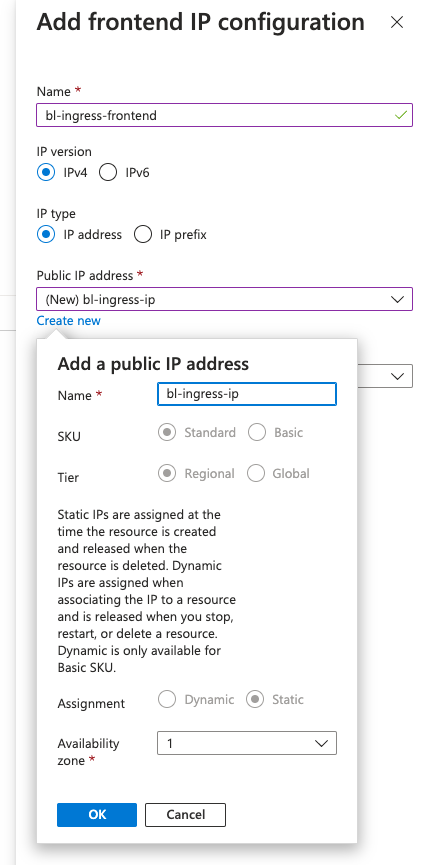 Add frontend IP configuration
Name *
bl-ingress-frontend
IP version
IPv4 IPv6
IP type
IP address IP prefix
Public IP address *
(New) bl-ingress-ip
Create new
Add a public IP address
Name *
bl-ingress-ip
SKU
Standard Basic
Tier
Regional Global
Static IPs are assigned at the
time the resource is created
and released when the
resource is deleted. Dynamic
IPs are assigned when
associating the IP to a resource
and is released when you stop,
restart, or delete a resource.
Dynamic is only available for
Basic SKU.
Assignment
Dynamic Static
Availability
zone *
1
OK Cancel